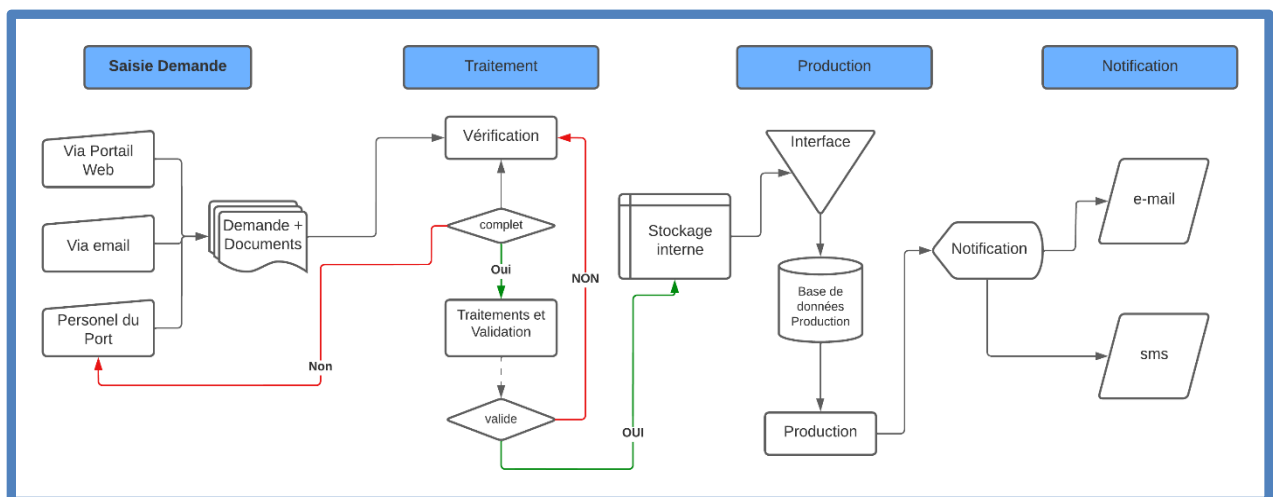 Saisie Demande
Traitement
Production
Notification
Via Portail
Web
Via email
Personel du
Port
Demande +
Documents
Non
Vérification
complet
Oui
Traitements et
Validation
valide
NON
OUI
Stockage
interne
Interface
Base de
données
Production
Production
Notification
e-mail
sms